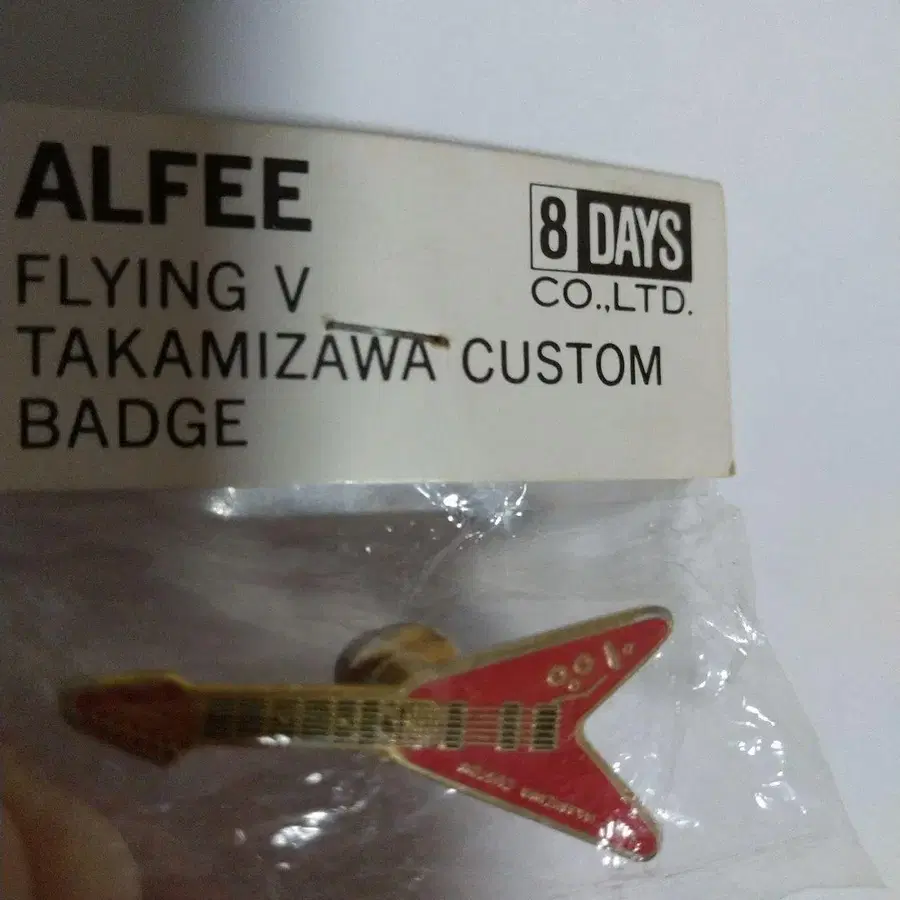 ALFEE
FLYING V
TAKAMIZAWA CUSTOM
BADGE
8 DAYS
CO.,LTD.